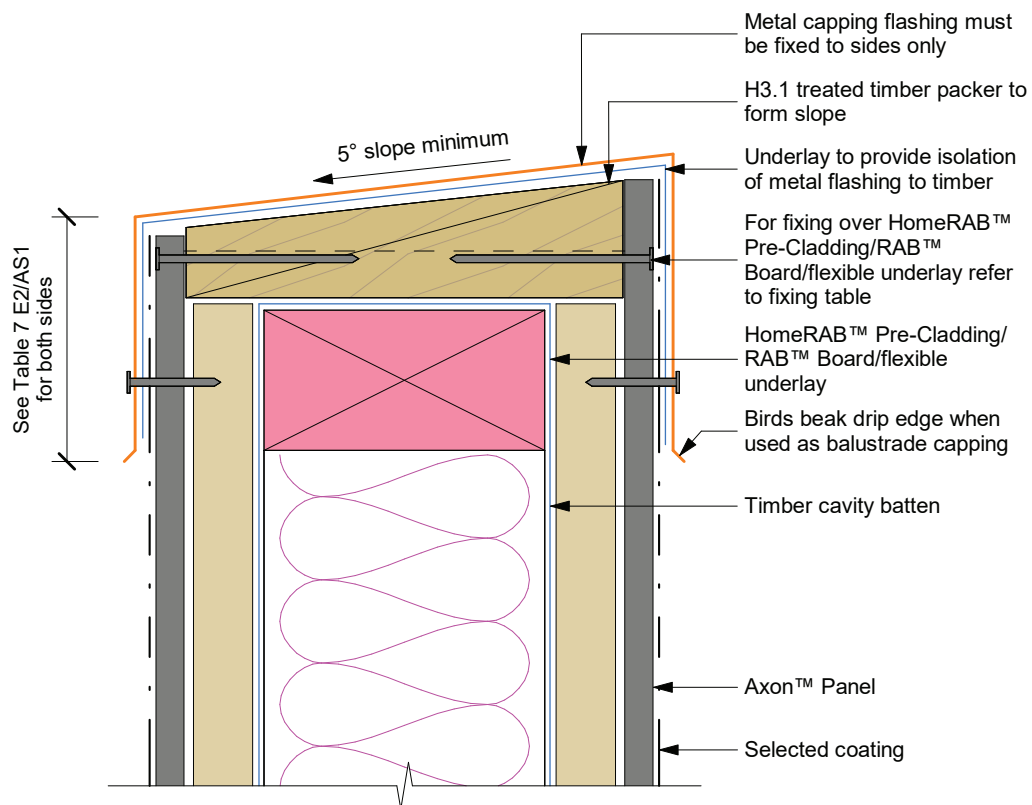 Metal capping flashing must
be fixed to sides only
H3.1 treated timber packer to
form slope
5° slope minimum
Underlay to provide isolation
of metal flashing to timber
For fixing over HomeRAB™
Pre-Cladding/RAB™
Board/flexible underlay refer
to fixing table
See Table 7 E2/AS1
for both sides
HomeRAB™ Pre-Cladding/
RAB™ Board/flexible
underlay
Birds beak drip edge when
used as balustrade capping
Timber cavity batten
Axon™ Panel
Selected coating